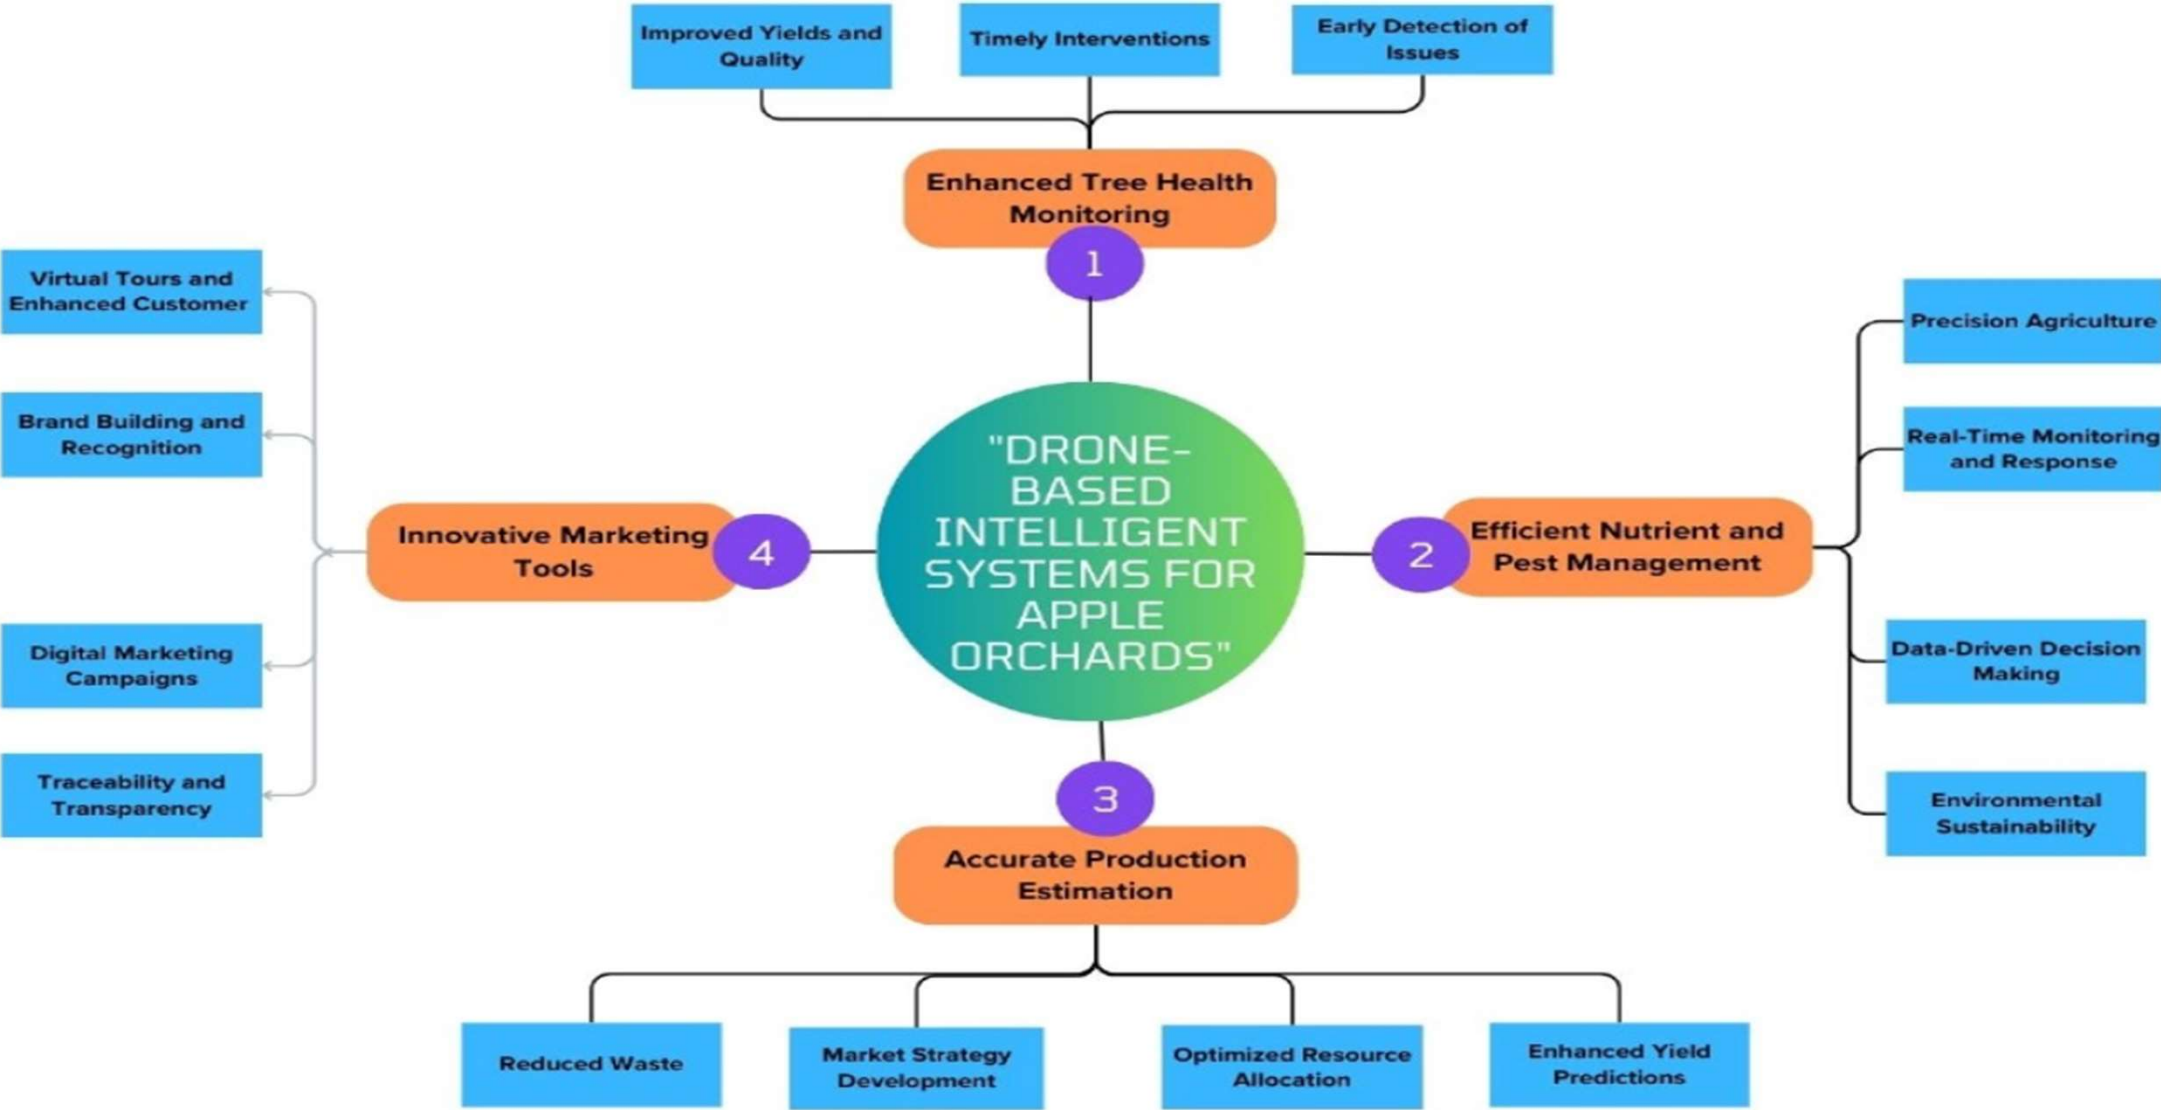 Improved Yields and
Quality
Timely Interventions
Early Detection of
Issues
Enhanced Tree Health
Monitoring
1
Virtual Tours and
Enhanced Customer
Brand Building and
Recognition
Digital Marketing
Campaigns
Traceability and
Transparency
Innovative Marketing
Tools
4
"DRONE-
BASED
INTELLIGENT
SYSTEMS FOR
APPLE
ORCHARDS"
2
Efficient Nutrient and
Pest Management
Precision Agriculture
Real-Time Monitoring
and Response
Data-Driven Decision
Making
Environmental
Sustainability
3
Accurate Production
Estimation
Reduced Waste
Market Strategy
Development
Optimized Resource
Allocation
Enhanced Yield
Predictions